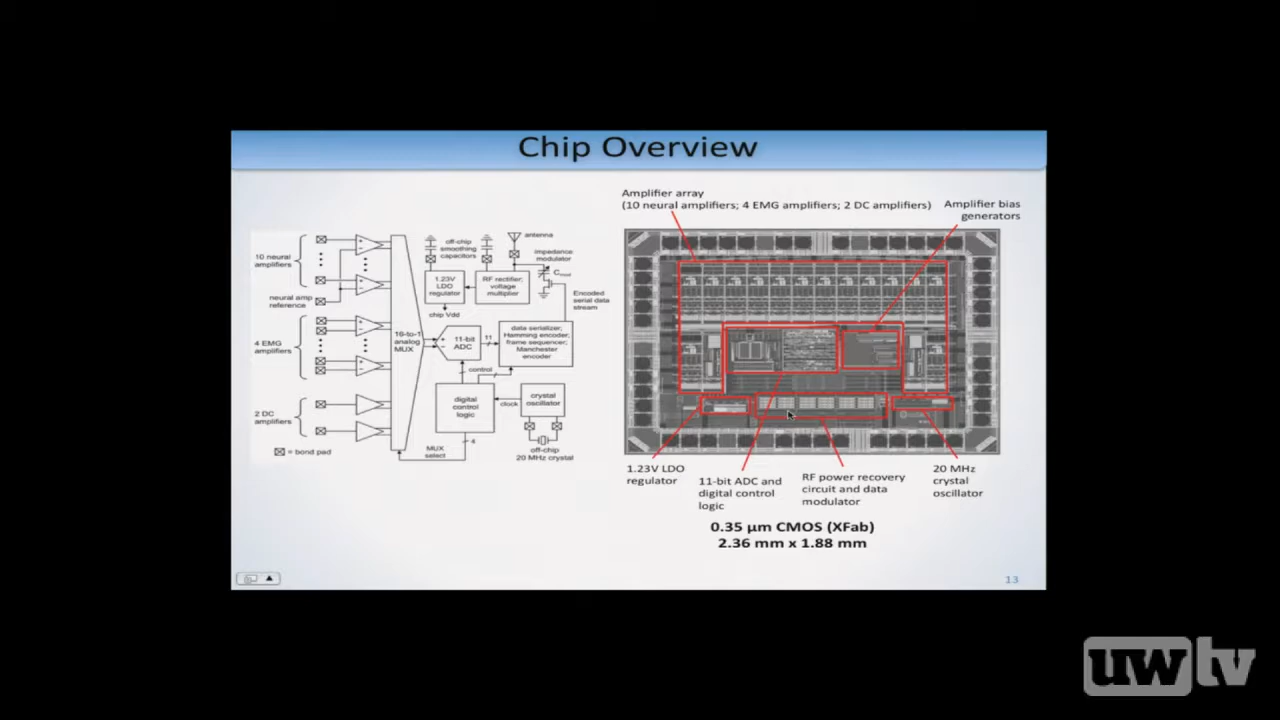 Chip Overview
10 neural
amplifiers
neural amp
reference
4 EMG
amplifiers
2 DC
amplifiers
= bond pad
16-to-1
analog
MUX
off-chip
smoothing
capacitors
1.23V
LDO
regulator
chip Vdd
RF rectifier;
voltage
multiplier
antenna
impedance
modulator
Cmod
Encoded
serial data
stream
11-bit
ADC
11
data serializer;
Hamming encoder;
frame sequencer;
Manchester
encoder
control
digital
control
logic
clock
crystal
oscillator
off-chip
20 MHz crystal
MUX
select
4
Amplifier array
(10 neural amplifiers; 4 EMG amplifiers; 2 DC amplifiers)
Amplifier bias
generators
1.23V LDO
regulator
11-bit ADC and
digital control
logic
RF power recovery
circuit and data
modulator
20 MHz
crystal
oscillator
0.35 μm CMOS (XFab)
2.36 mm x 1.88 mm
13
uwtv